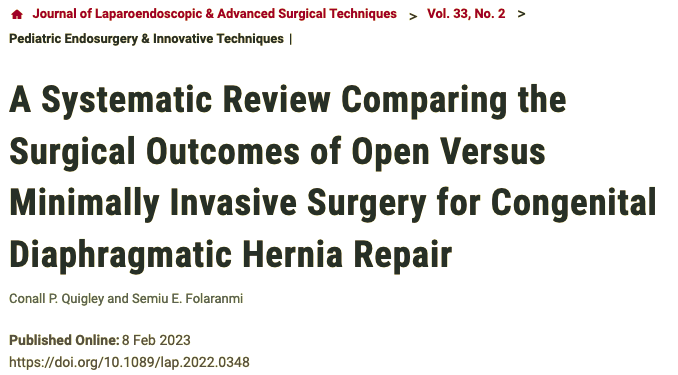 Journal of Laparoendoscopic & Advanced Surgical Techniques > Vol. 33, No. 2 >
Pediatric Endosurgery & Innovative Techniques |
A Systematic Review Comparing the
Surgical Outcomes of Open Versus
Minimally Invasive Surgery for Congenital
Diaphragmatic Hernia Repair
Conall P. Quigley and Semiu E. Folaranmi
Published Online: 8 Feb 2023
https://doi.org/10.1089/lap.2022.0348